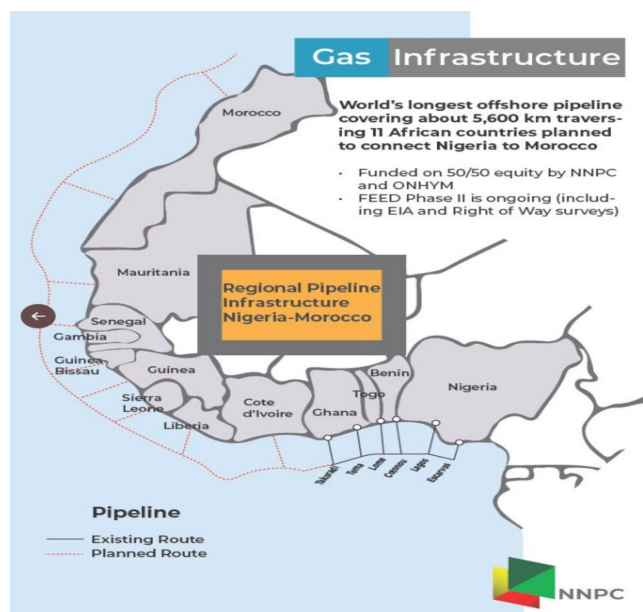 Gas Infrastructure
World's longest offshore pipeline
covering about 5,600 km travers-
ing 11 African countries planned
to connect Nigeria to Morocco
• Funded on 50/50 equity by NNPC
and ONHYM
• FEED Phase II is ongoing (includ-
ing EIA and Right of Way surveys)
Morocco
Mauritania
Regional Pipeline
Infrastructure
Nigeria-Morocco
Senegal
Gambia
Guinea
Bissau
Guinea
Sierra
Leone
Liberia
Cote
d'Ivoire
Ghana
Togo
Benin
Nigeria
Takoradi
Tema
Lome
Cotonou
Lagos
Escarvos
Pipeline
Existing Route
Planned Route
NNPC